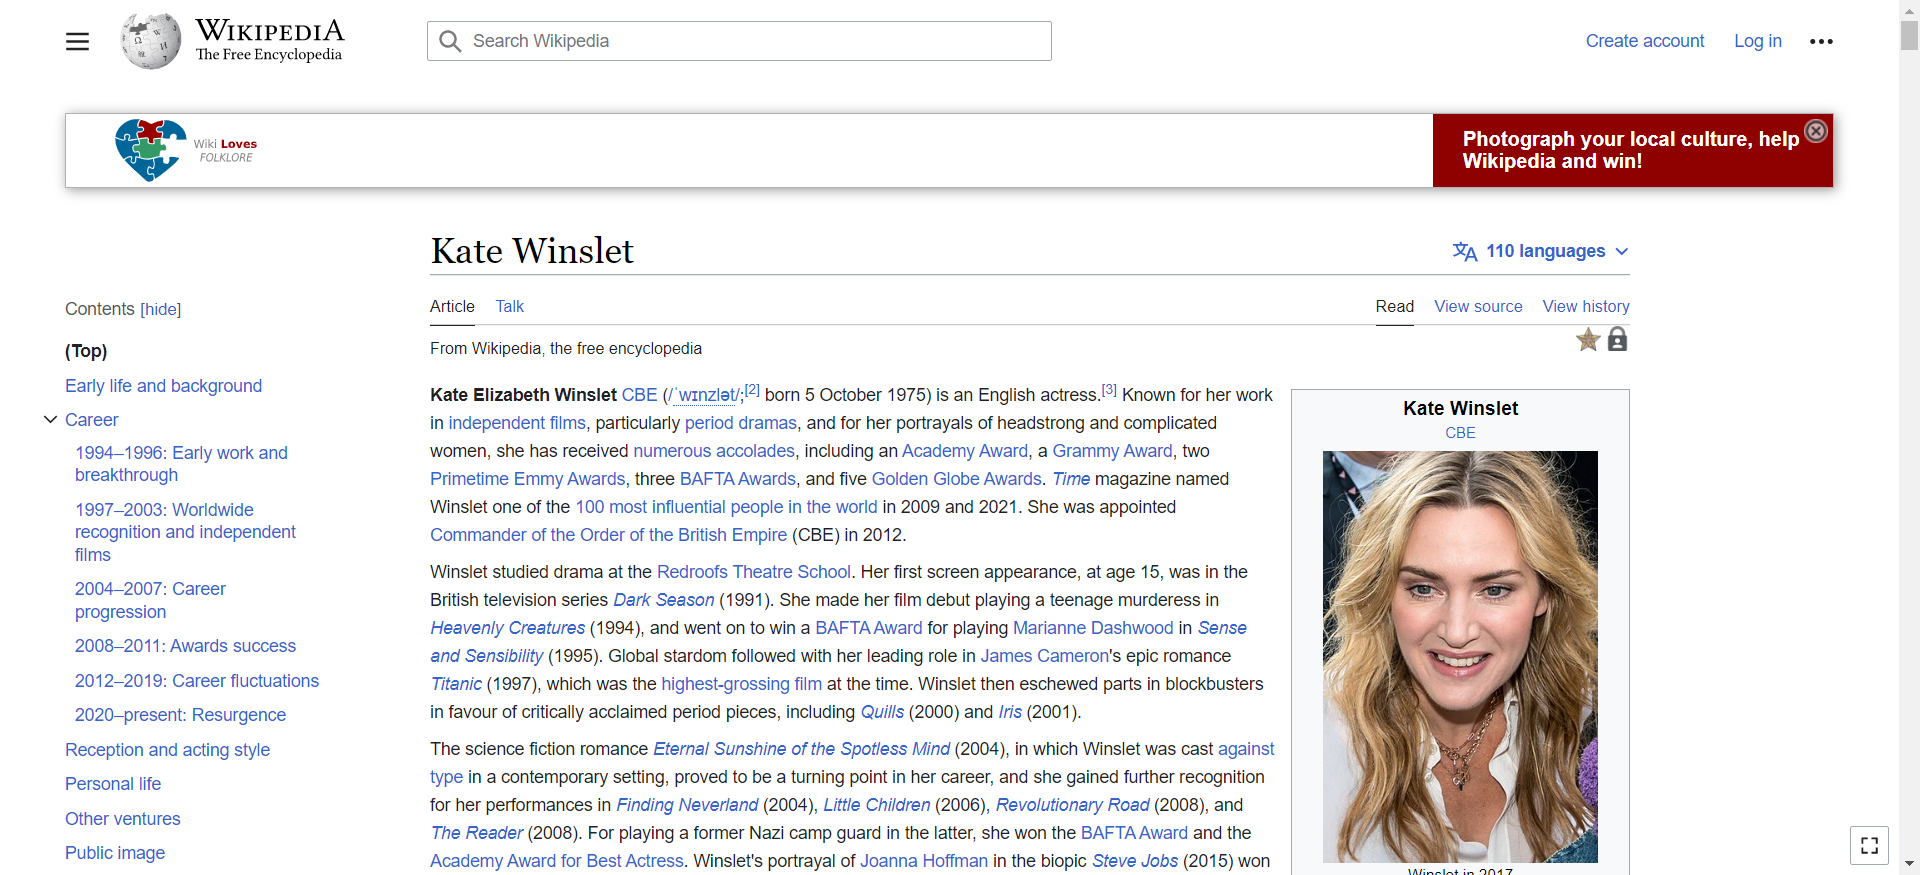 WIKIPEDIA
The Free Encyclopedia
Search Wikipedia
Create account
Log in
Wiki Loves
FOLKLORE
Photograph your local culture, help
Wikipedia and win!
Kate Winslet
110 languages
Contents [hide]
(Top)
Early life and background
Career
1994–1996: Early work and
breakthrough
1997–2003: Worldwide
recognition and independent
films
2004–2007: Career
progression
2008–2011: Awards success
2012–2019: Career fluctuations
2020–present: Resurgence
Reception and acting style
Personal life
Other ventures
Public image
Article
Talk
Read
View source
View history
From Wikipedia, the free encyclopedia
Kate Elizabeth Winslet CBE (/ˈwɪnzlət/;[2] born 5 October 1975) is an English actress.[3] Known for her work
in independent films, particularly period dramas, and for her portrayals of headstrong and complicated
women, she has received numerous accolades, including an Academy Award, a Grammy Award, two
Primetime Emmy Awards, three BAFTA Awards, and five Golden Globe Awards. Time magazine named
Winslet one of the 100 most influential people in the world in 2009 and 2021. She was appointed
Commander of the Order of the British Empire (CBE) in 2012.
Winslet studied drama at the Redroofs Theatre School. Her first screen appearance, at age 15, was in the
British television series Dark Season (1991). She made her film debut playing a teenage murderess in
Heavenly Creatures (1994), and went on to win a BAFTA Award for playing Marianne Dashwood in Sense
and Sensibility (1995). Global stardom followed with her leading role in James Cameron's epic romance
Titanic (1997), which was the highest-grossing film at the time. Winslet then eschewed parts in blockbusters
in favour of critically acclaimed period pieces, including Quills (2000) and Iris (2001).
The science fiction romance Eternal Sunshine of the Spotless Mind (2004), in which Winslet was cast against
type in a contemporary setting, proved to be a turning point in her career, and she gained further recognition
for her performances in Finding Neverland (2004), Little Children (2006), Revolutionary Road (2008), and
The Reader (2008). For playing a former Nazi camp guard in the latter, she won the BAFTA Award and the
Academy Award for Best Actress. Winslet's portrayal of Joanna Hoffman in the biopic Steve Jobs (2015) won
Kate Winslet
CBE
Winslet in 2017